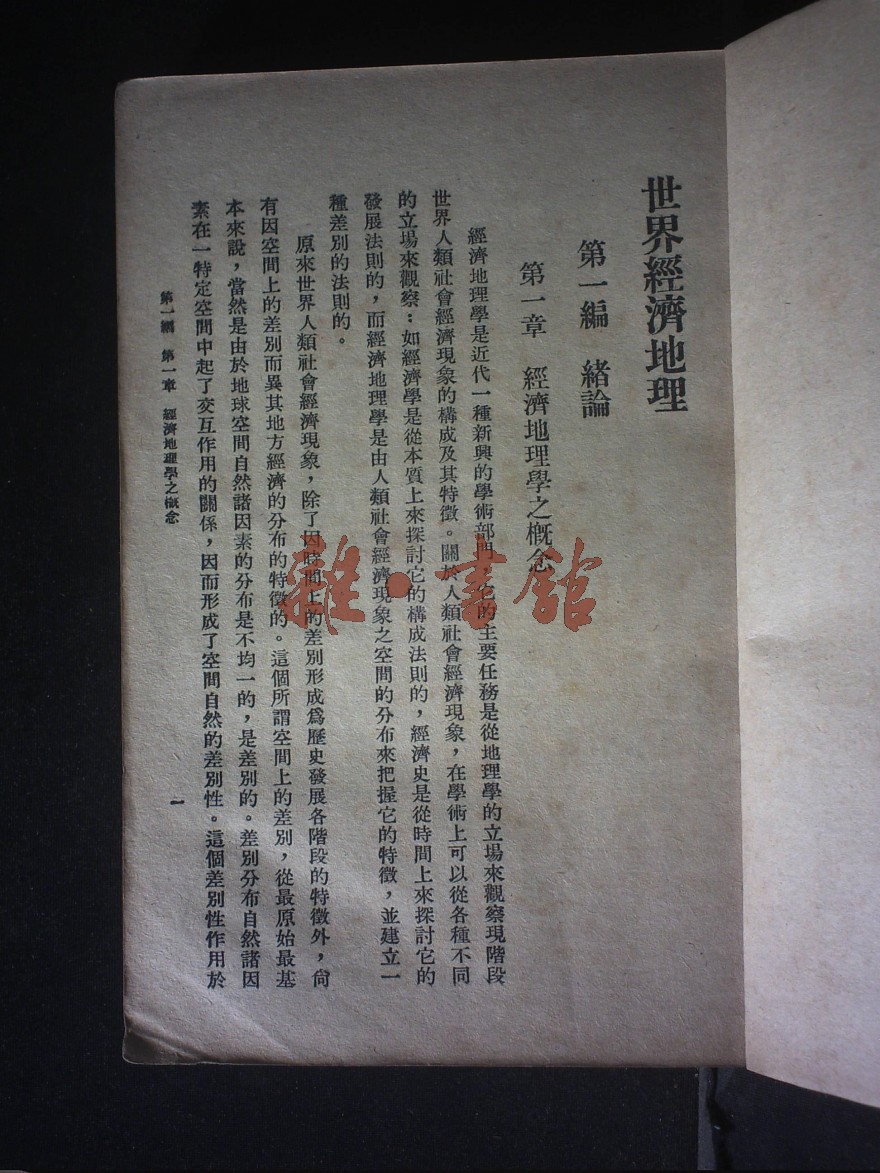 世界經濟地理
第一編　緒論
第一章　經濟地理學之概念
經濟地理學是近代一種新興的學術部門，它的主要任務是從地理學的立場來觀察現階段
世界人類社會經濟現象的構成及其特徵。關於人類社會經濟現象，在學術上可以從各種不同
的立場來觀察：如經濟學是從本質上來探討它的構成法則的，經濟史是從時間上來探討它的
發展法則的，而經濟地理學是由人類社會經濟現象之空間的分布來把握它的特徵，並建立一
種差別的法則的。
原來世界人類社會經濟現象，除了因時間上的差別形成爲歷史發展各階段的特徵外，尙
有因空間上的差別而異其地方經濟的分布的特徵的。這個所謂空間上的差別，從最原始最基
本來說，當然是由於地球空間自然諸因素的分布是不均一的，是差別的。差別分布自然諸因
素在一特定空間中起了交互作用的關係，因而形成了空間自然的差別性。這個差別性作用於
第一編　第一章　經濟地理學之概念
一
雜·書館